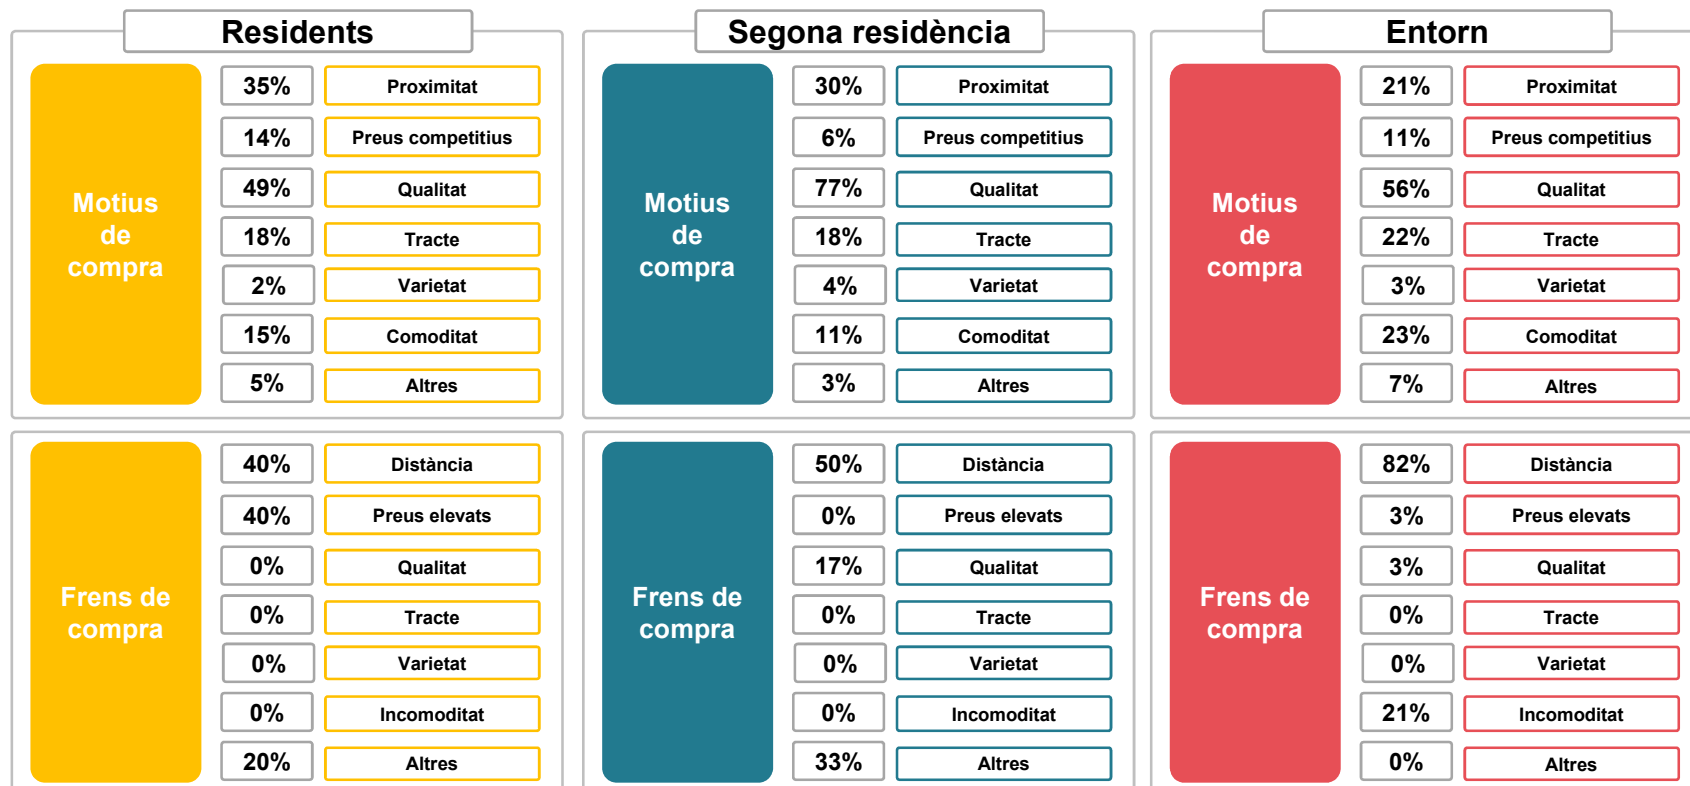 Residents
Motius
de
compra
35% Proximitat
14% Preus competitius
49% Qualitat
18% Tracte
2% Varietat
15% Comoditat
5% Altres
Frens de
compra
40% Distància
40% Preus elevats
0% Qualitat
0% Tracte
0% Varietat
0% Incomoditat
20% Altres
Segona residència
Motius
de
compra
30% Proximitat
6% Preus competitius
77% Qualitat
18% Tracte
4% Varietat
11% Comoditat
3% Altres
Frens de
compra
50% Distància
0% Preus elevats
17% Qualitat
0% Tracte
0% Varietat
0% Incomoditat
33% Altres
Entorn
Motius
de
compra
21% Proximitat
11% Preus competitius
56% Qualitat
22% Tracte
3% Varietat
23% Comoditat
7% Altres
Frens de
compra
82% Distància
3% Preus elevats
3% Qualitat
0% Tracte
0% Varietat
21% Incomoditat
0% Altres